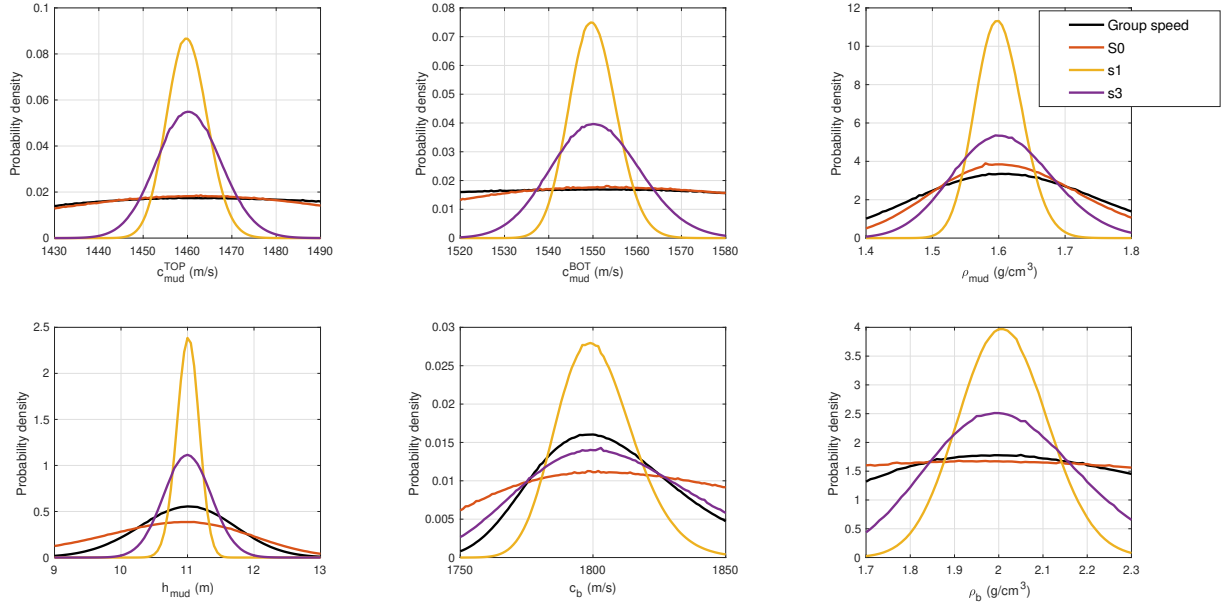 0.1
0.08
0.06
0.04
0.02
0
Probability density
1430 1440 1450 1460 1470 1480 1490
c_mud^TOP (m/s)
0.08
0.07
0.06
0.05
0.04
0.03
0.02
0.01
0
Probability density
1520 1530 1540 1550 1560 1570 1580
c_mud^BOT (m/s)
12
10
8
6
4
2
0
Probability density
1.4 1.5 1.6 1.7 1.8
ρ_mud (g/cm³)
Group speed
S0
s1
s3
2.5
2
1.5
1
0.5
0
Probability density
9 10 11 12 13
h_mud (m)
0.03
0.025
0.02
0.015
0.01
0.005
0
Probability density
1750 1800 1850
c_b (m/s)
4
3.5
3
2.5
2
1.5
1
0.5
0
Probability density
1.7 1.8 1.9 2 2.1 2.2 2.3
ρ_b (g/cm³)